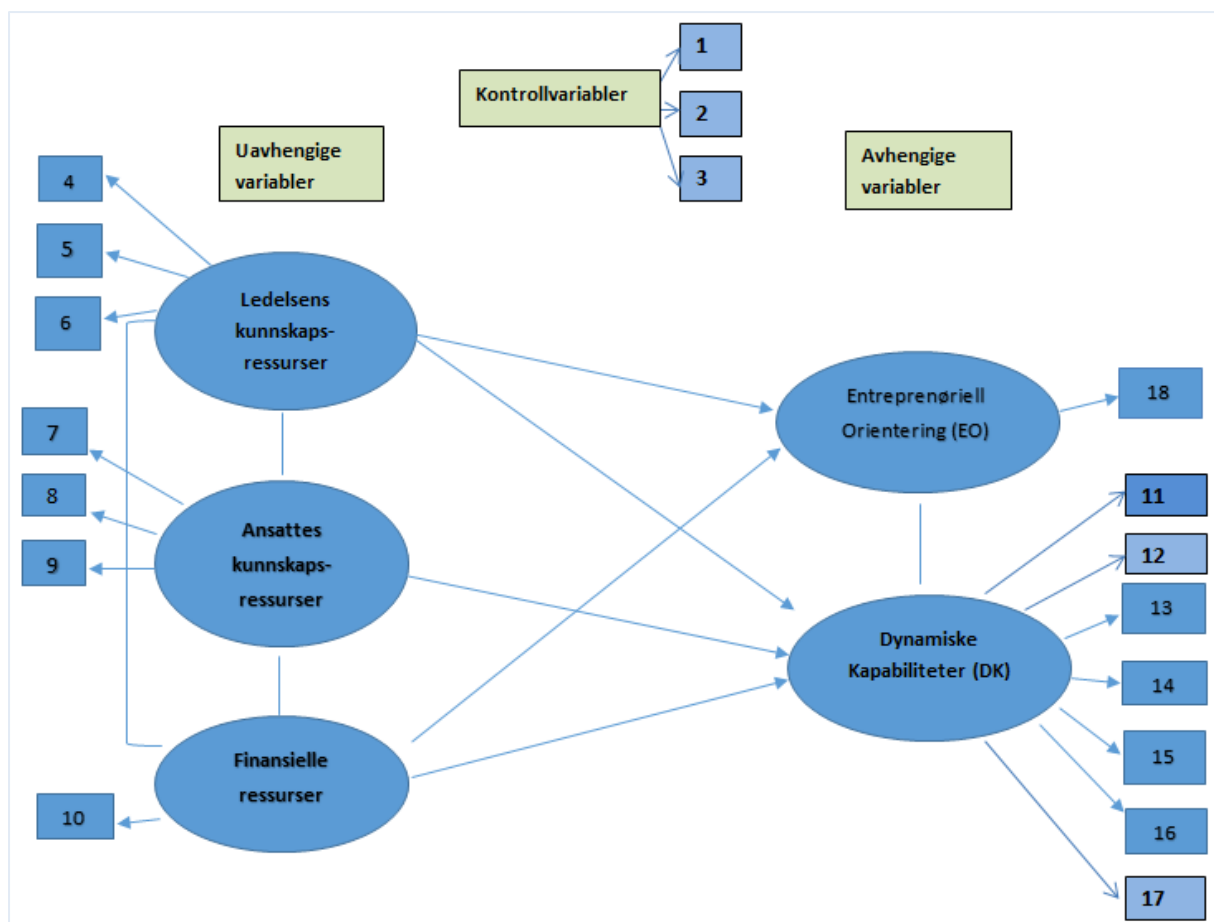 1
Kontrollvariabler
2
3
Uavhengige
variabler
Avhengige
variabler
4
5
6
Ledelsens
kunnskaps-
ressurser
7
8
9
Ansattes
kunnskaps-
ressurser
10
Finansielle
ressurser
Entreprenøriell
Orientering (EO)
18
Dynamiske
Kapabiliteter (DK)
11
12
13
14
15
16
17